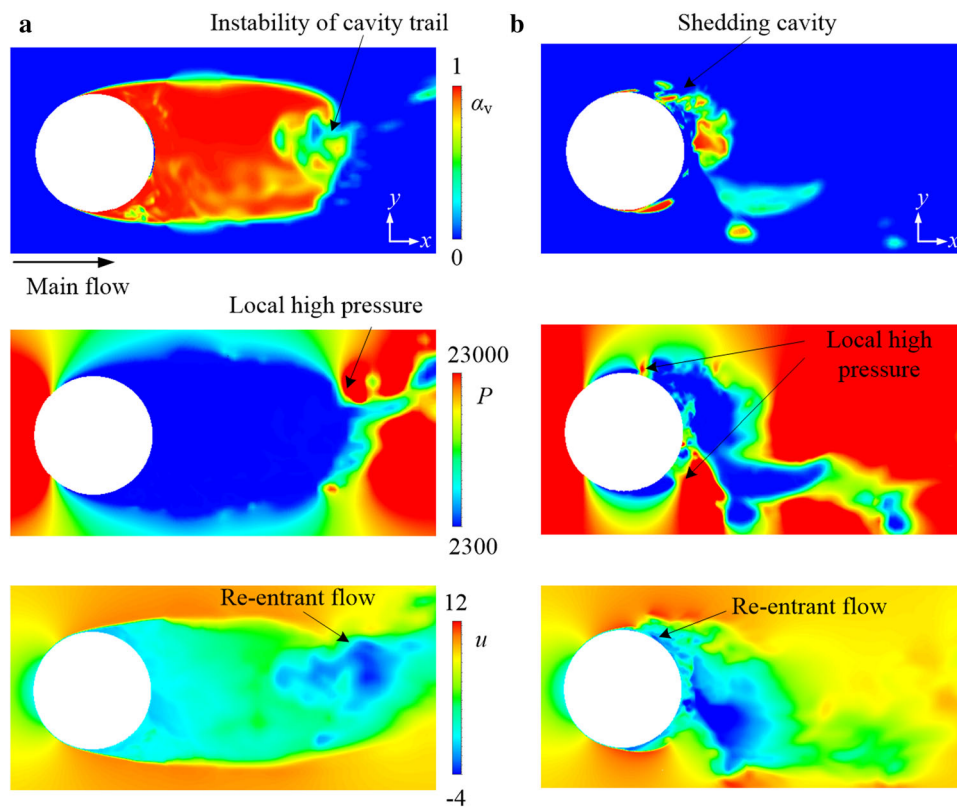 a
Instability of cavity trail
b
Shedding cavity
1
αv
0
y
x
y
x
Main flow
Local high pressure
23000
P
2300
Local high
pressure
Re-entrant flow
12
u
-4
Re-entrant flow